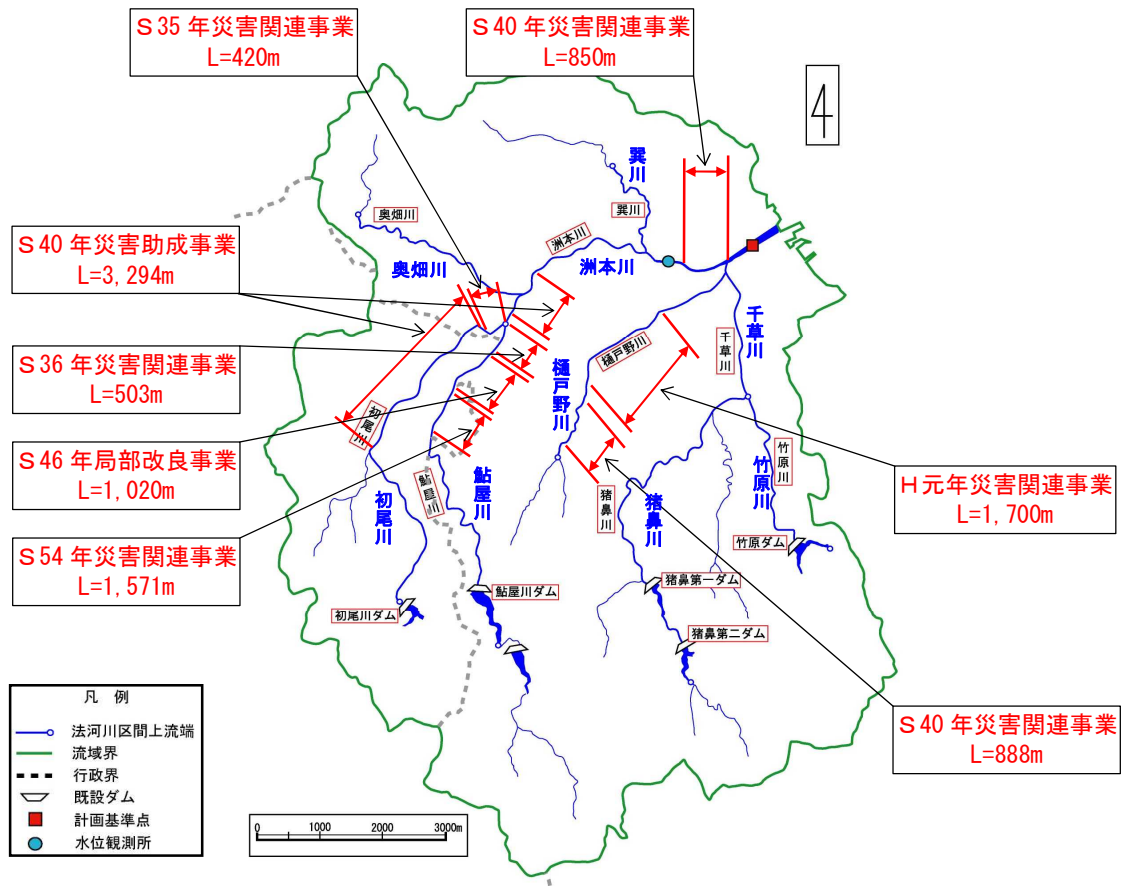 Ｓ35年災害関連事業
L=420m
Ｓ40年災害関連事業
L=850m
4
巽川
巽川
奥畑川
奥畑川
洲本川
洲本川
Ｓ40年災害助成事業
L=3,294m
Ｓ36年災害関連事業
L=503m
Ｓ46年局部改良事業
L=1,020m
Ｓ54年災害関連事業
L=1,571m
千草川
千草川
樋戸野川
樋戸野川
初尾川
初尾川
鮎屋川
鮎屋川
猪鼻川
猪鼻川
竹原川
竹原川
Ｈ元年災害関連事業
L=1,700m
竹原ダム
猪鼻第一ダム
鮎屋川ダム
初尾川ダム
猪鼻第二ダム
Ｓ40年災害関連事業
L=888m
凡 例
法河川区間上流端
流域界
行政界
既設ダム
計画基準点
水位観測所
0 1000 2000 3000m